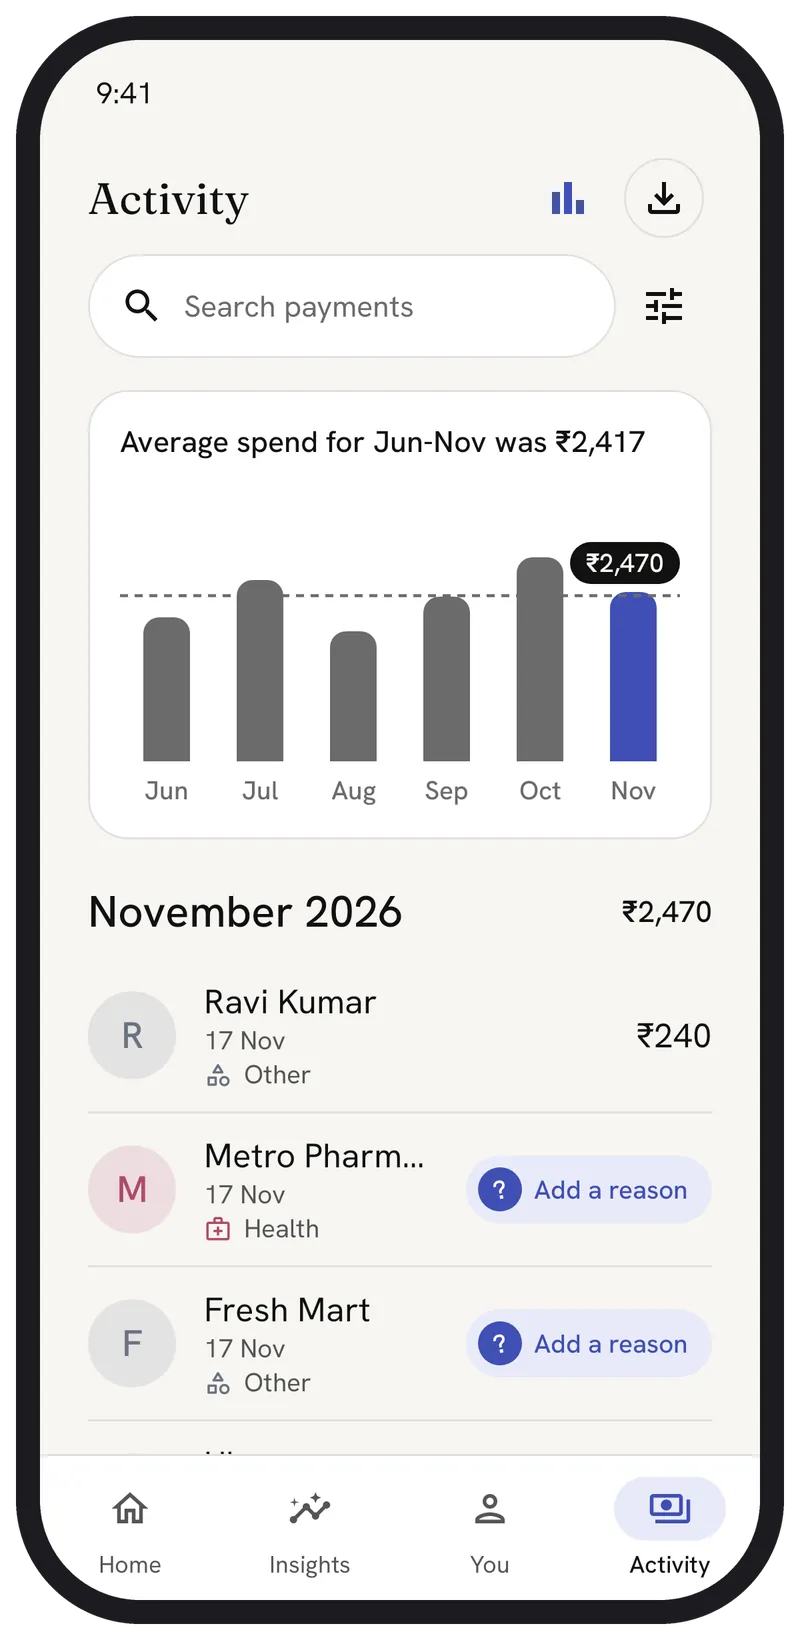 9:41
Activity
Search payments
Average spend for Jun-Nov was ₹2,417
₹2,470
Jun Jul Aug Sep Oct Nov
November 2026 ₹2,470
R
Ravi Kumar
17 Nov
₹240
Other
M
Metro Pharm...
17 Nov
? Add a reason
Health
F
Fresh Mart
17 Nov
? Add a reason
Other
Home Insights You Activity